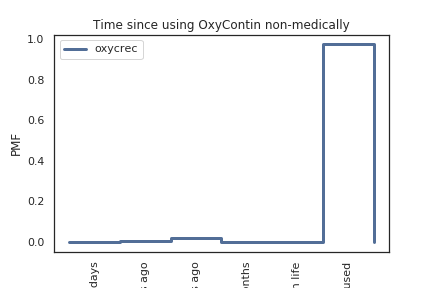 Time since using OxyContin non-medically
oxycrec
PMF
1.0
0.8
0.6
0.4
0.2
0.0
days
ago
ago
life
used